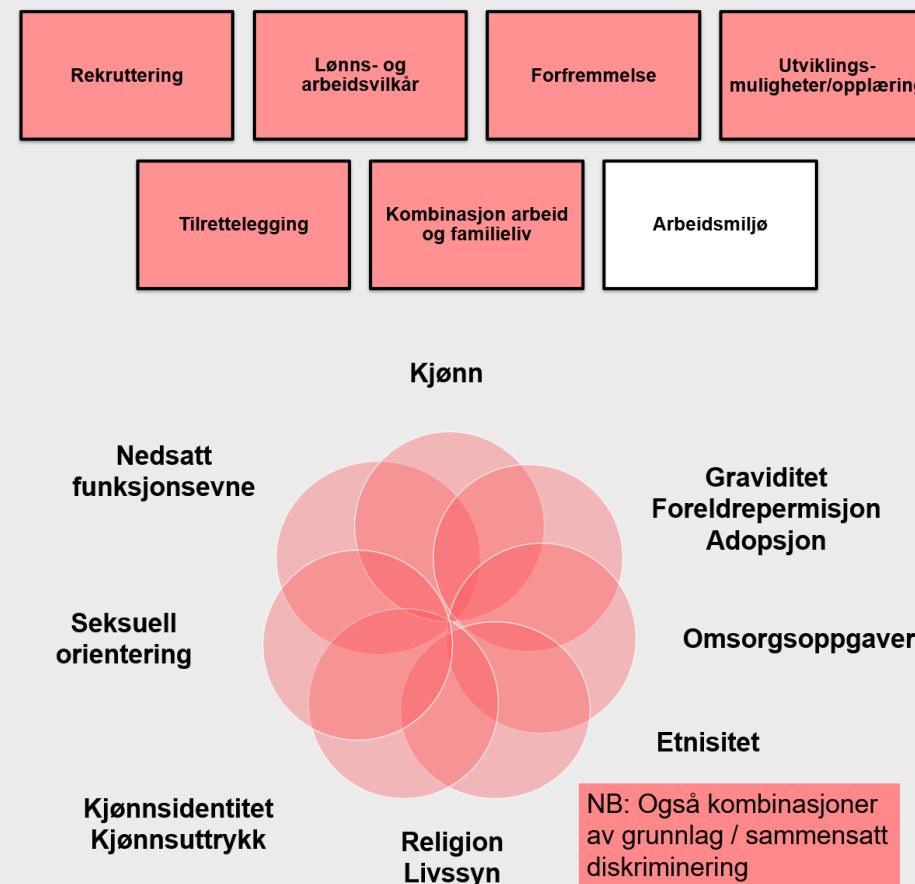 Rekruttering
Lønns- og
arbeidsvilkår
Forfremmelse
Utviklings-
muligheter/opplæring
Tilrettelegging
Kombinasjon arbeid
og familieliv
Arbeidsmiljø
Kjønn
Nedsatt
funksjonsevne
Graviditet
Foreldrepermisjon
Adopsjon
Seksuell
orientering
Omsorgsoppgaver
Etnisitet
Kjønnsidentitet
Kjønnsuttrykk
Religion
Livssyn
NB: Også kombinasjoner
av grunnlag / sammensatt
diskriminering